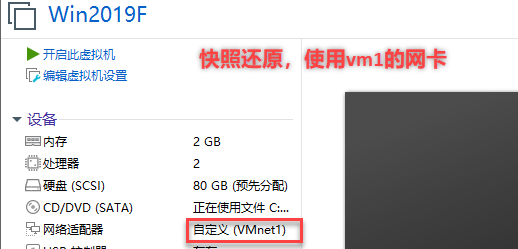 Win2019F
开启此虚拟机
编辑虚拟机设置
快照还原，使用vm1的网卡
设备
内存 2 GB
处理器 2
硬盘 (SCSI) 80 GB (预先分配)
CD/DVD (SATA) 正在使用文件 C:...
网络适配器 自定义 (VMnet1)